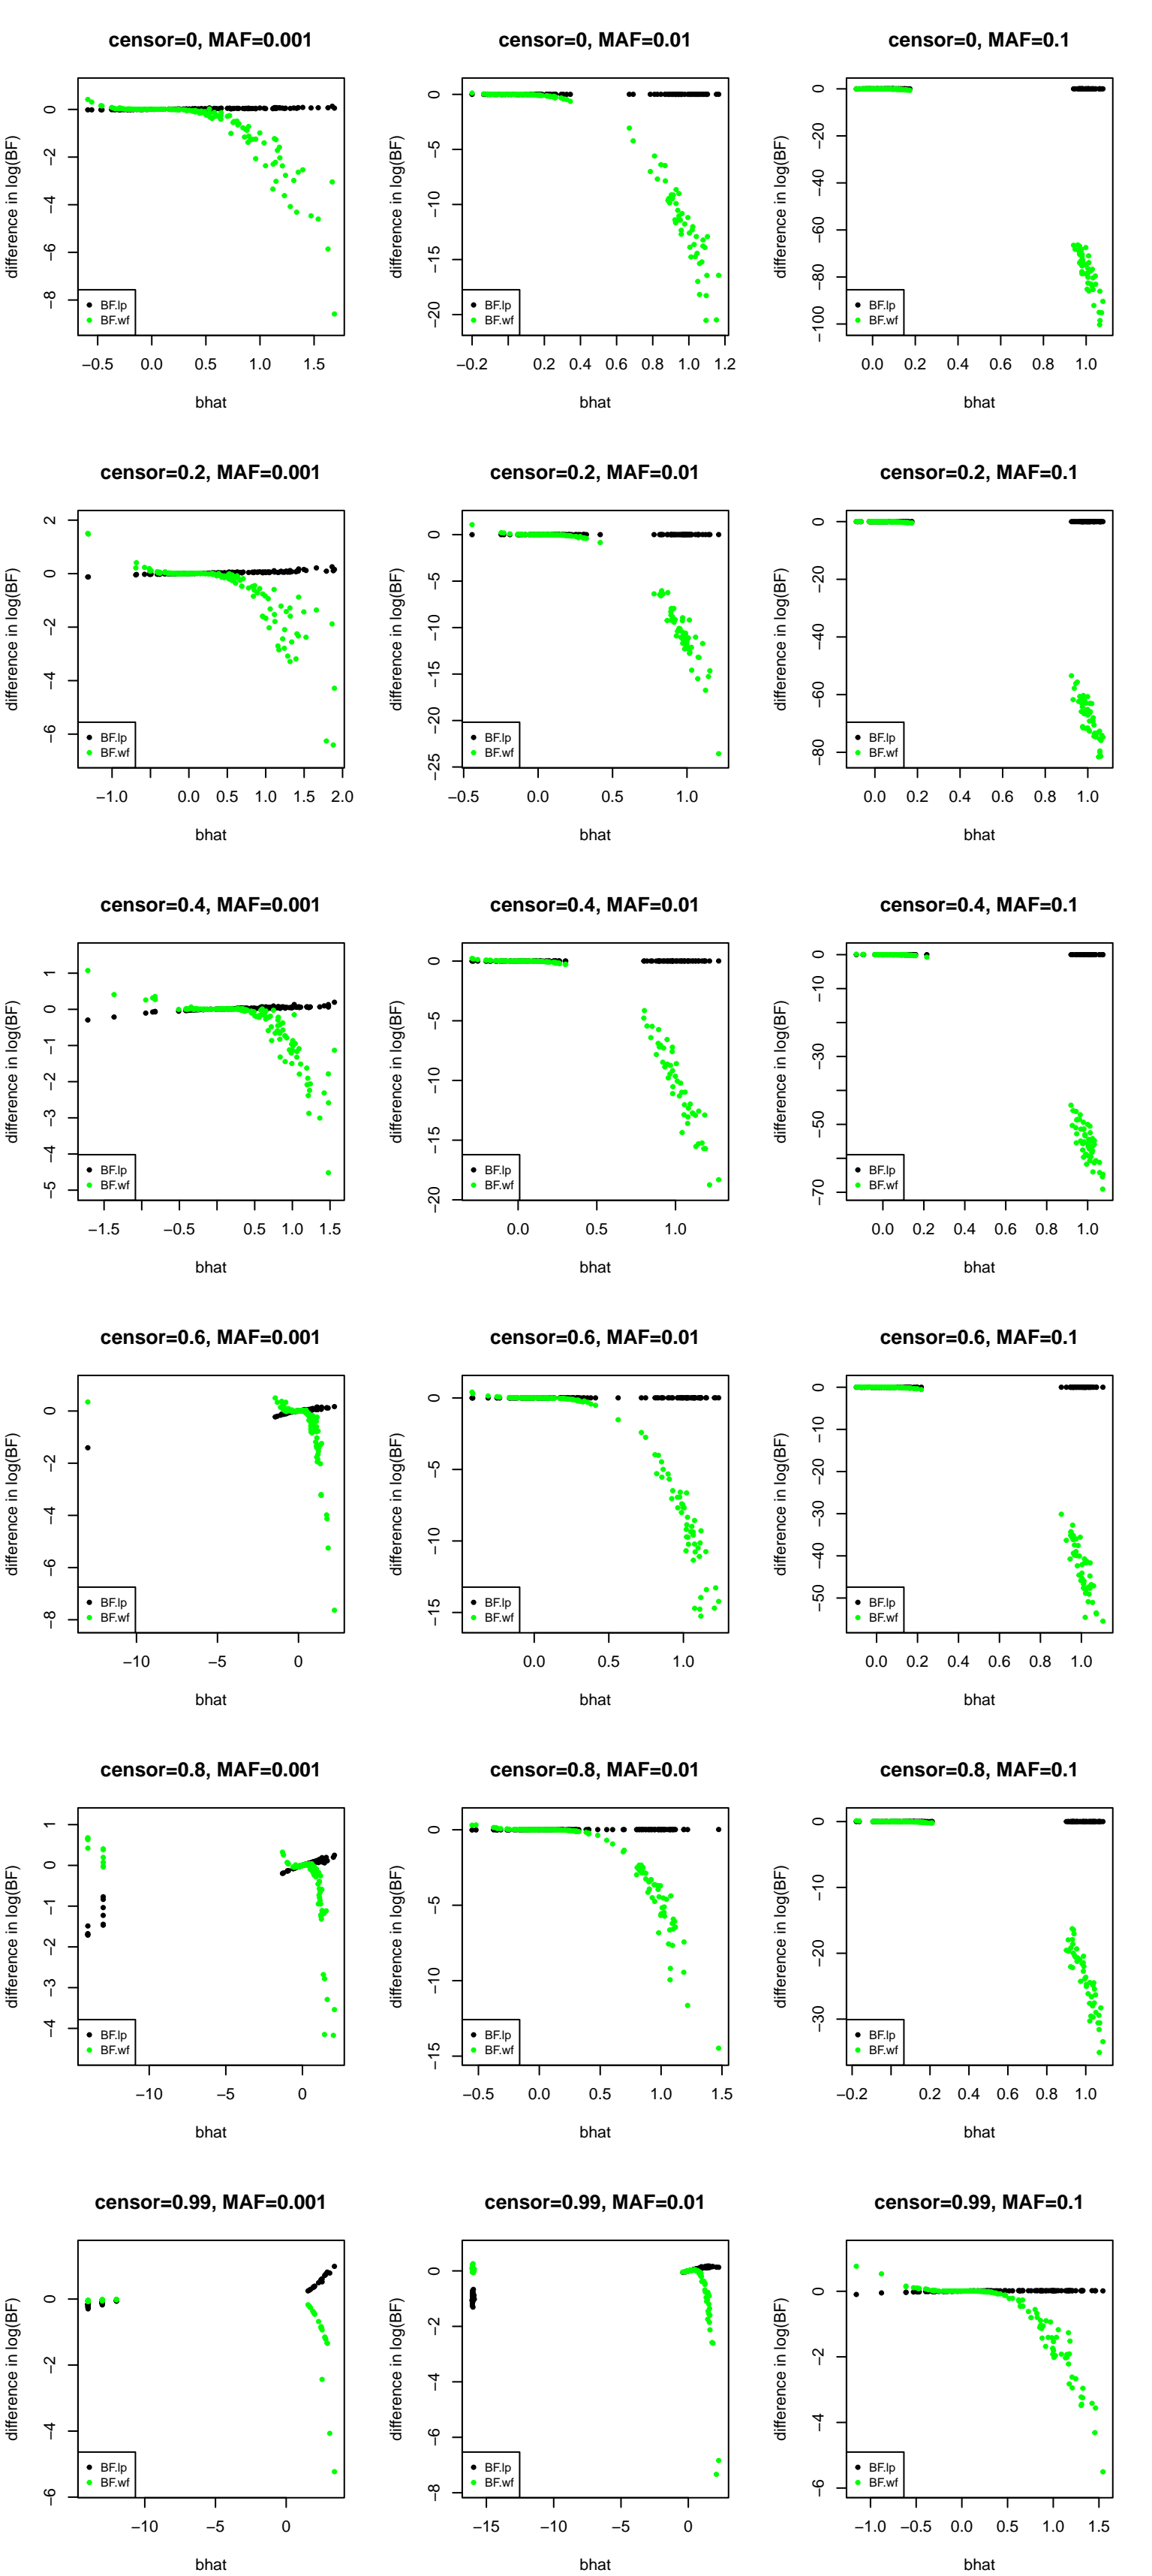 censor=0, MAF=0.001
difference in log(BF)
0
−2
−4
−6
−8
BF.lp
BF.wf
−0.5 0.0 0.5 1.0 1.5
bhat
censor=0, MAF=0.01
difference in log(BF)
0
−5
−10
−15
−20
BF.lp
BF.wf
−0.2 0.2 0.4 0.6 0.8 1.0 1.2
bhat
censor=0, MAF=0.1
difference in log(BF)
0
−20
−40
−60
−80
−100
BF.lp
BF.wf
0.0 0.2 0.4 0.6 0.8 1.0
bhat
censor=0.2, MAF=0.001
difference in log(BF)
2
0
−2
−4
−6
BF.lp
BF.wf
−1.0 0.0 0.5 1.0 1.5 2.0
bhat
censor=0.2, MAF=0.01
difference in log(BF)
0
−5
−10
−15
−20
−25
BF.lp
BF.wf
−0.5 0.0 0.5 1.0
bhat
censor=0.2, MAF=0.1
difference in log(BF)
0
−20
−40
−60
−80
BF.lp
BF.wf
0.0 0.2 0.4 0.6 0.8 1.0
bhat
censor=0.4, MAF=0.001
difference in log(BF)
1
0
−1
−2
−3
−4
−5
BF.lp
BF.wf
−1.5 −0.5 0.5 1.0 1.5
bhat
censor=0.4, MAF=0.01
difference in log(BF)
0
−5
−10
−15
−20
BF.lp
BF.wf
0.0 0.5 1.0
bhat
censor=0.4, MAF=0.1
difference in log(BF)
0
−10
−30
−50
−70
BF.lp
BF.wf
0.0 0.2 0.4 0.6 0.8 1.0
bhat
censor=0.6, MAF=0.001
difference in log(BF)
0
−2
−4
−6
−8
BF.lp
BF.wf
−10 −5 0
bhat
censor=0.6, MAF=0.01
difference in log(BF)
0
−5
−10
−15
BF.lp
BF.wf
0.0 0.5 1.0
bhat
censor=0.6, MAF=0.1
difference in log(BF)
0
−10
−20
−30
−40
−50
BF.lp
BF.wf
0.0 0.2 0.4 0.6 0.8 1.0
bhat
censor=0.8, MAF=0.001
difference in log(BF)
1
0
−1
−2
−3
−4
BF.lp
BF.wf
−10 −5 0
bhat
censor=0.8, MAF=0.01
difference in log(BF)
0
−5
−10
−15
BF.lp
BF.wf
−0.5 0.0 0.5 1.0 1.5
bhat
censor=0.8, MAF=0.1
difference in log(BF)
0
−10
−20
−30
BF.lp
BF.wf
−0.2 0.2 0.4 0.6 0.8 1.0
bhat
censor=0.99, MAF=0.001
difference in log(BF)
0
−2
−4
−6
BF.lp
BF.wf
−10 −5 0
bhat
censor=0.99, MAF=0.01
difference in log(BF)
0
−2
−4
−6
−8
BF.lp
BF.wf
−15 −10 −5 0
bhat
censor=0.99, MAF=0.1
difference in log(BF)
0
−2
−4
−6
BF.lp
BF.wf
−1.0 −0.5 0.0 0.5 1.0 1.5
bhat